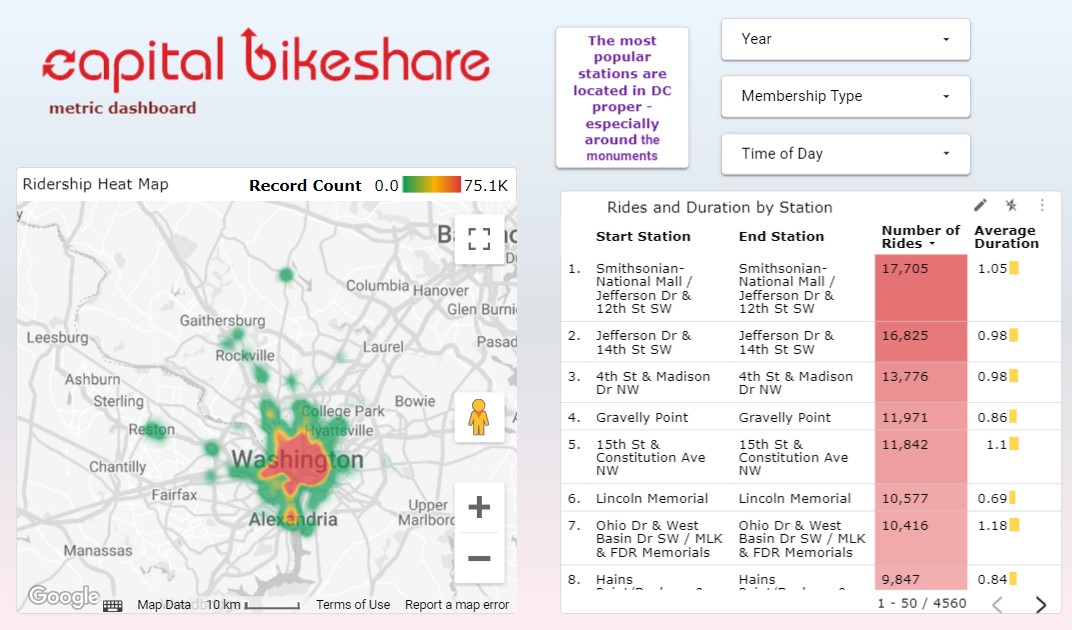 capital bikeshare
metric dashboard
The most
popular
stations are
located in DC
proper -
especially
around the
monuments
Year
Membership Type
Time of Day
Ridership Heat Map
Record Count 0.0 75.1K
Columbia
Hanover
Glen Burni
Gaithersburg
Leesburg
Rockville
Laurel
Pasad
Ashburn
Sterling
Bowie
College Park
Hyattsville
Reston
Washington
Chantilly
Fairfax
Upper
Marlboro
Alexandria
Manassas
Google
Map Data 10 km Terms of Use Report a map error
Rides and Duration by Station
Start Station End Station Number of Rides Average Duration
1. Smithsonian- Smithsonian- 17,705 1.05
National Mall / National Mall /
Jefferson Dr & Jefferson Dr &
12th St SW 12th St SW
2. Jefferson Dr & Jefferson Dr & 16,825 0.98
14th St SW 14th St SW
3. 4th St & Madison 4th St & Madison 13,776 0.98
Dr NW Dr NW
4. Gravelly Point Gravelly Point 11,971 0.86
5. 15th St & 15th St & 11,842 1.1
Constitution Ave Constitution Ave
NW NW
6. Lincoln Memorial Lincoln Memorial 10,577 0.69
7. Ohio Dr & West Ohio Dr & West 10,416 1.18
Basin Dr SW / MLK Basin Dr SW / MLK
& FDR Memorials & FDR Memorials
8. Hains Hains 9,847 0.84
1 - 50 / 4560